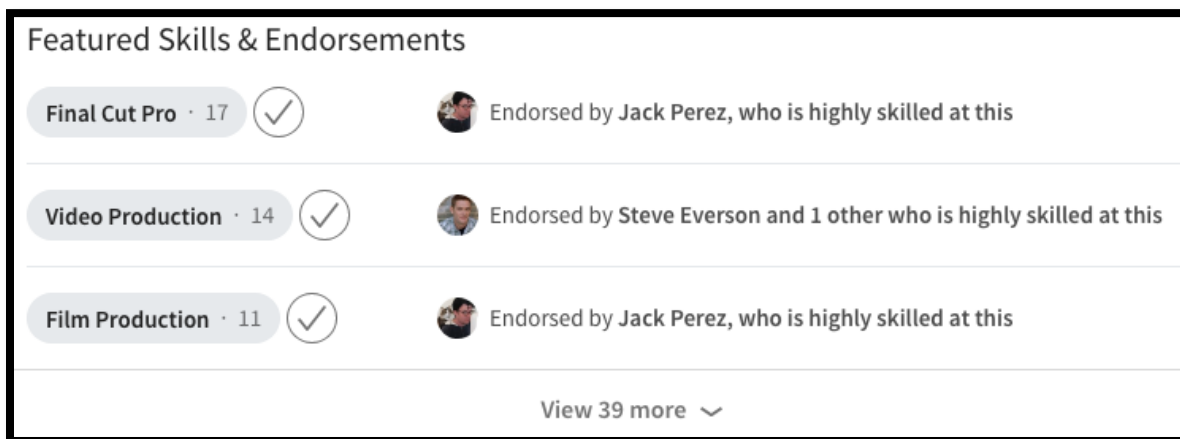 Featured Skills & Endorsements
Final Cut Pro · 17
Endorsed by Jack Perez, who is highly skilled at this
Video Production · 14
Endorsed by Steve Everson and 1 other who is highly skilled at this
Film Production · 11
Endorsed by Jack Perez, who is highly skilled at this
View 39 more